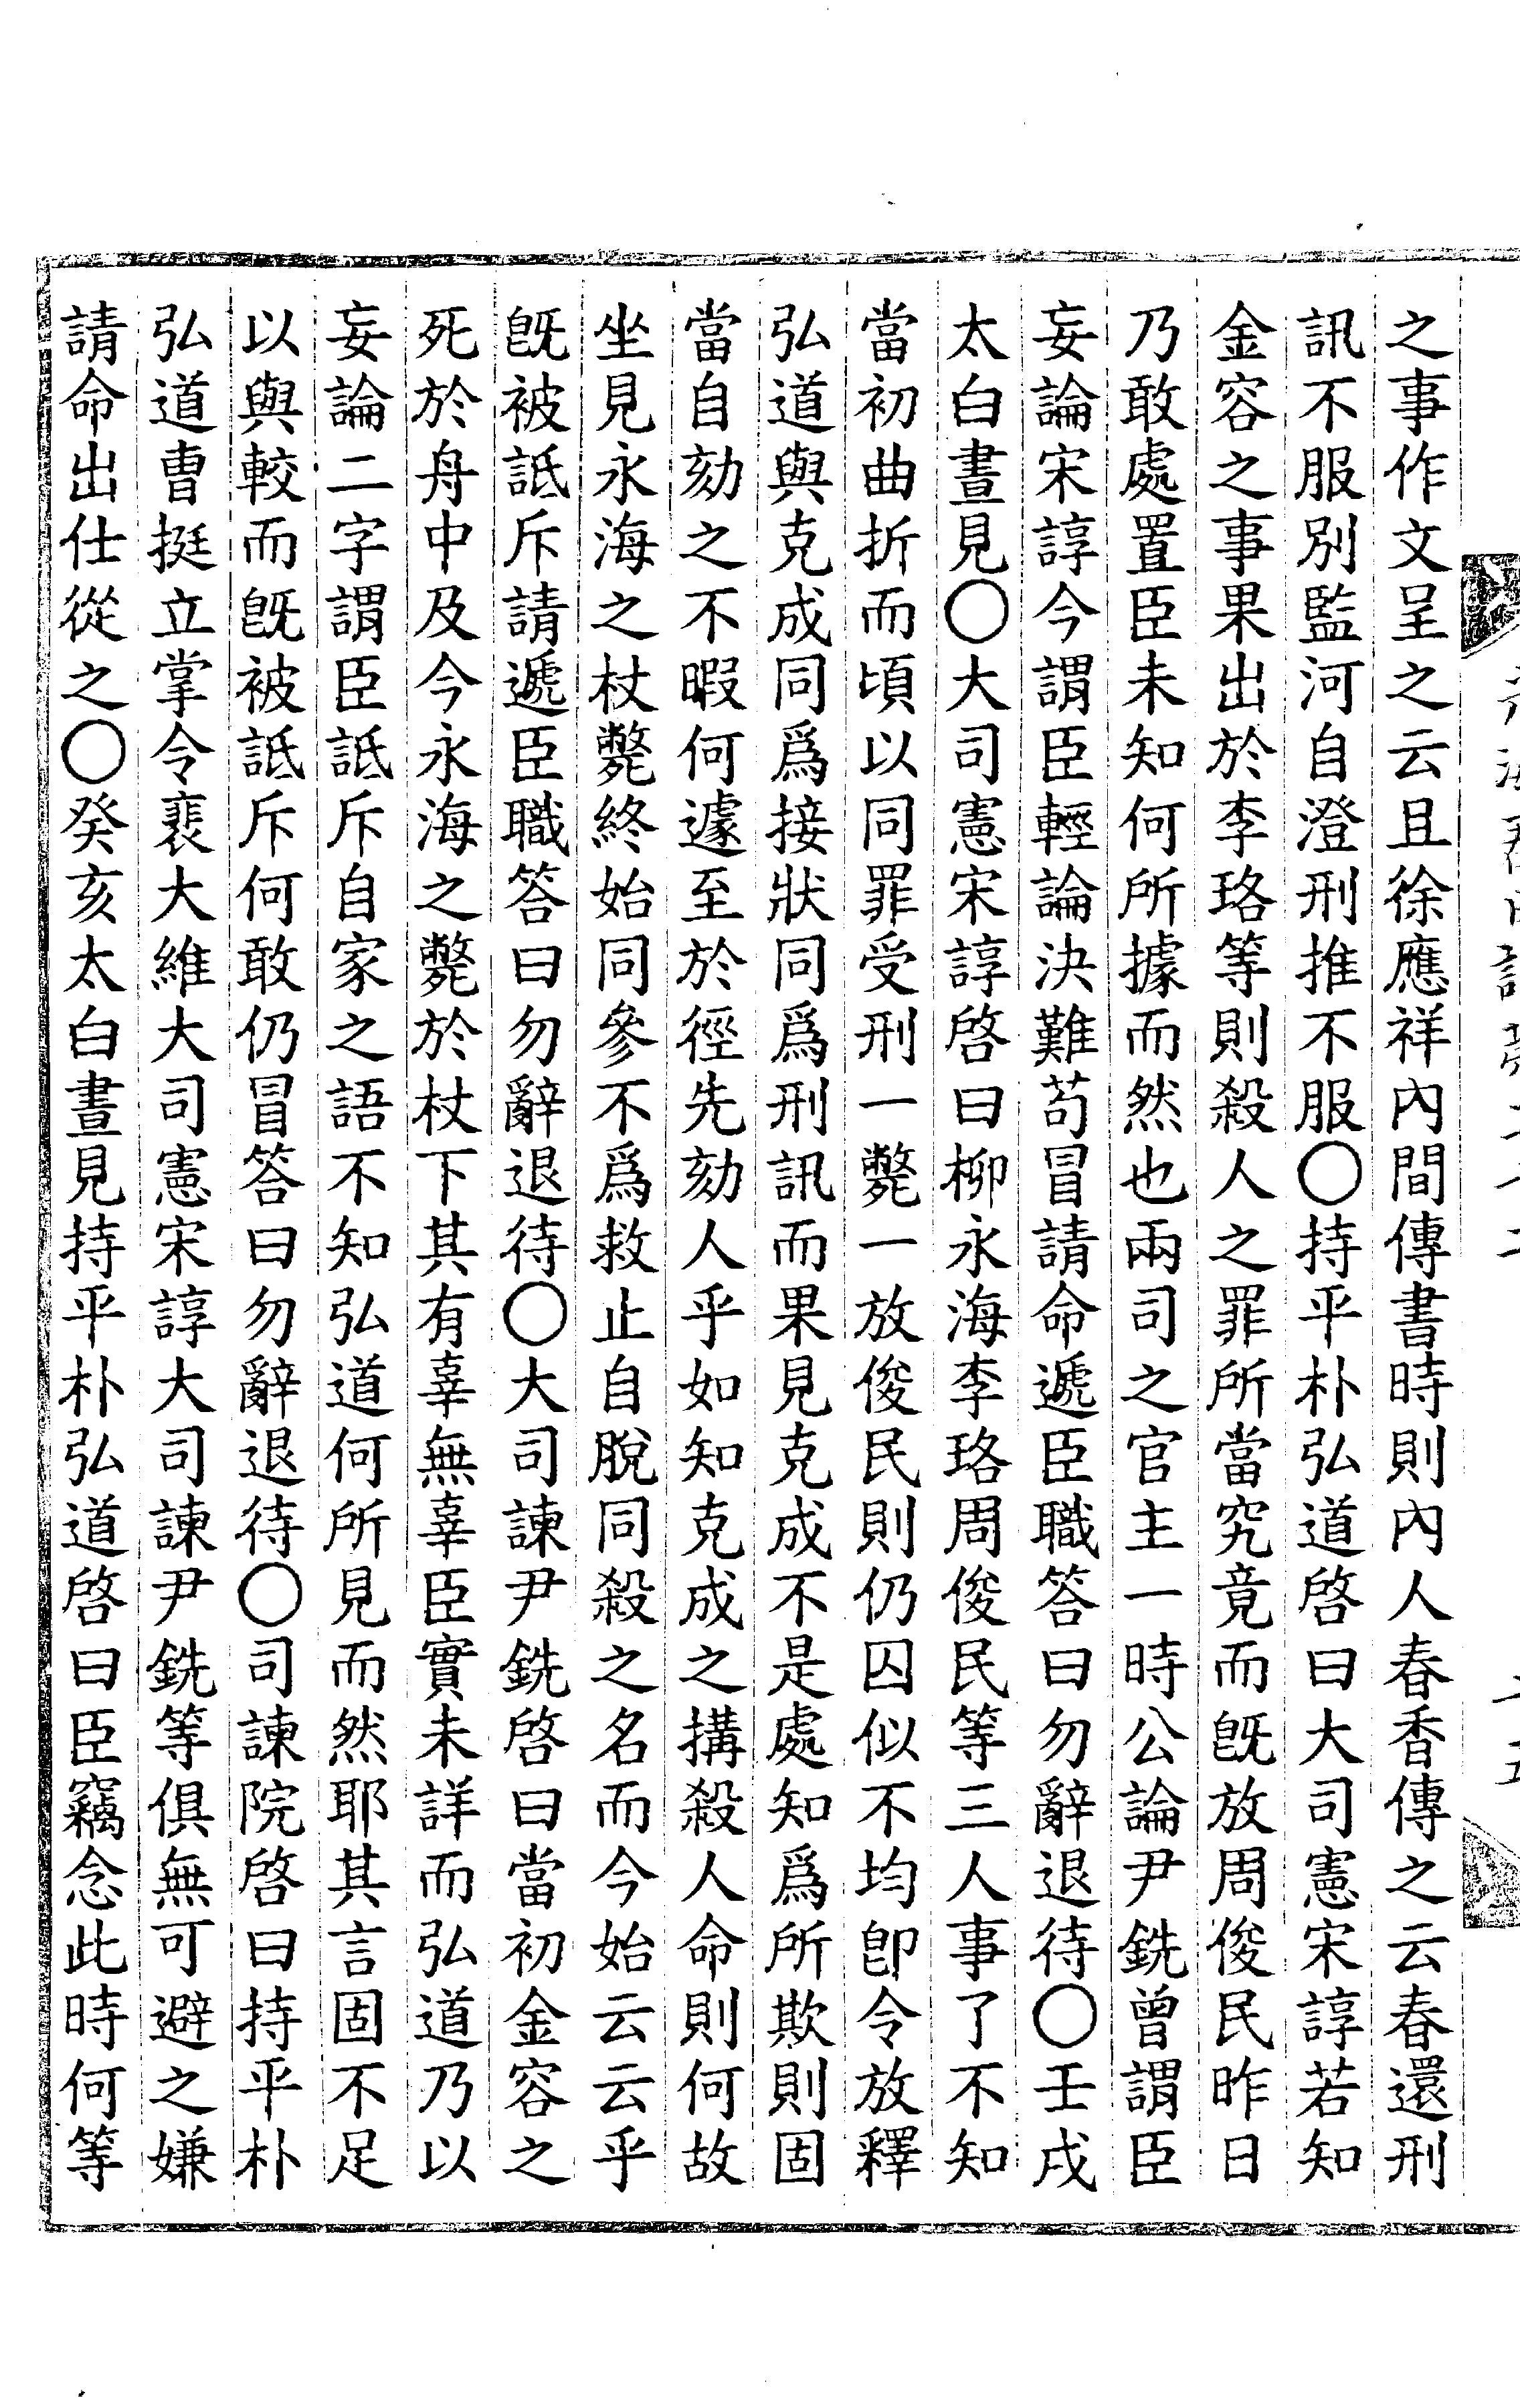 之事作文呈之云且徐應祥內間傳書時則內人春香傳之云春還刑
訊不服別監河自澄刑推不服○持平朴弘道啓曰大司憲宋諄若知
金容之事果出於李珞等則殺人之罪所當究竟而旣放周俊民昨日
乃敢處置臣未知何所據而然也兩司之官主一時公論尹銑曾謂臣
妄論宋諄今謂臣輕論決難苟冒請命遞臣職答曰勿辭退待○壬戌
太白晝見○大司憲宋諄啓曰柳永海李珞周俊民等三人事了不知
當初曲折而頃以同罪受刑一斃一放俊民則仍囚似不均卽令放釋
弘道與克成同爲接狀同爲刑訊而果見克成不是處知爲所欺則固
當自劾之不暇何遽至於徑先劾人乎如知克成之搆殺人命則何故
坐見永海之杖斃終始同參不爲救止自脫同殺之名而今始云云乎
旣被詆斥請遞臣職答曰勿辭退待○大司諫尹銑啓曰當初金容之
死於舟中及今永海之斃於杖下其有辜無辜臣實未詳而弘道乃以
妄論二字謂臣詆斥自家之語不知弘道何所見而然耶其言固不足
以與較而旣被詆斥何敢仍冒答曰勿辭退待○司諫院啓曰持平朴
弘道曺挺立掌令裵大維大司憲宋諄大司諫尹銑等俱無可避之嫌
請命出仕從之○癸亥太白晝見持平朴弘道啓曰臣竊念此時何等